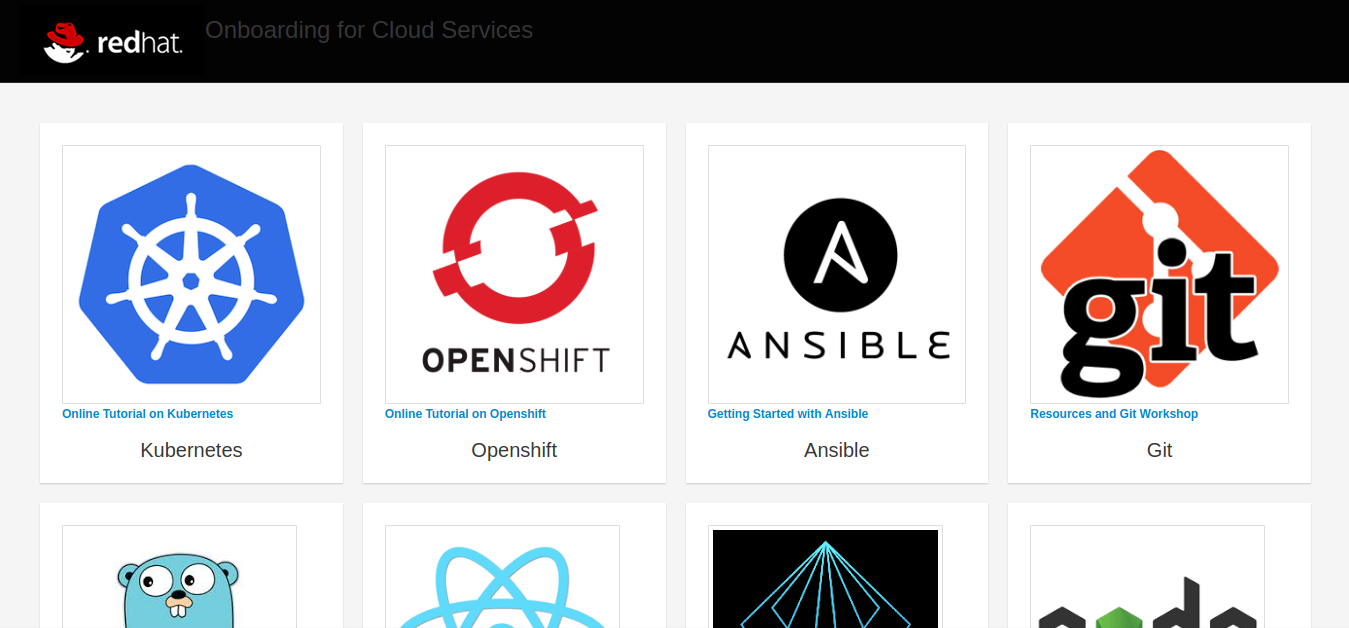 redhat.
Onboarding for Cloud Services
OPENSHIFT
ANSIBLE
git
Online Tutorial on Kubernetes
Online Tutorial on Openshift
Getting Started with Ansible
Resources and Git Workshop
Kubernetes
Openshift
Ansible
Git
node